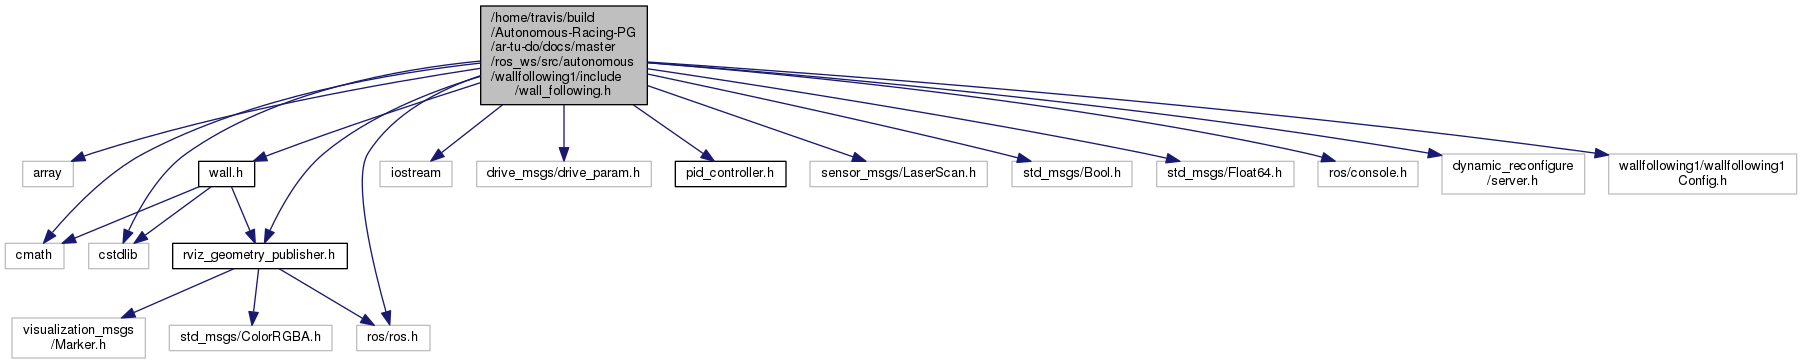 /home/travis/build
/Autonomous-Racing-PG
/ar-tu-do/docs/master
/ros_ws/src/autonomous
/wallfollowing1/include
/wall_following.h
array
wall.h
iostream
drive_msgs/drive_param.h
pid_controller.h
sensor_msgs/LaserScan.h
std_msgs/Bool.h
std_msgs/Float64.h
ros/console.h
dynamic_reconfigure
/server.h
wallfollowing1/wallfollowing1
Config.h
cmath
cstdlib
rviz_geometry_publisher.h
visualization_msgs
/Marker.h
std_msgs/ColorRGBA.h
ros/ros.h